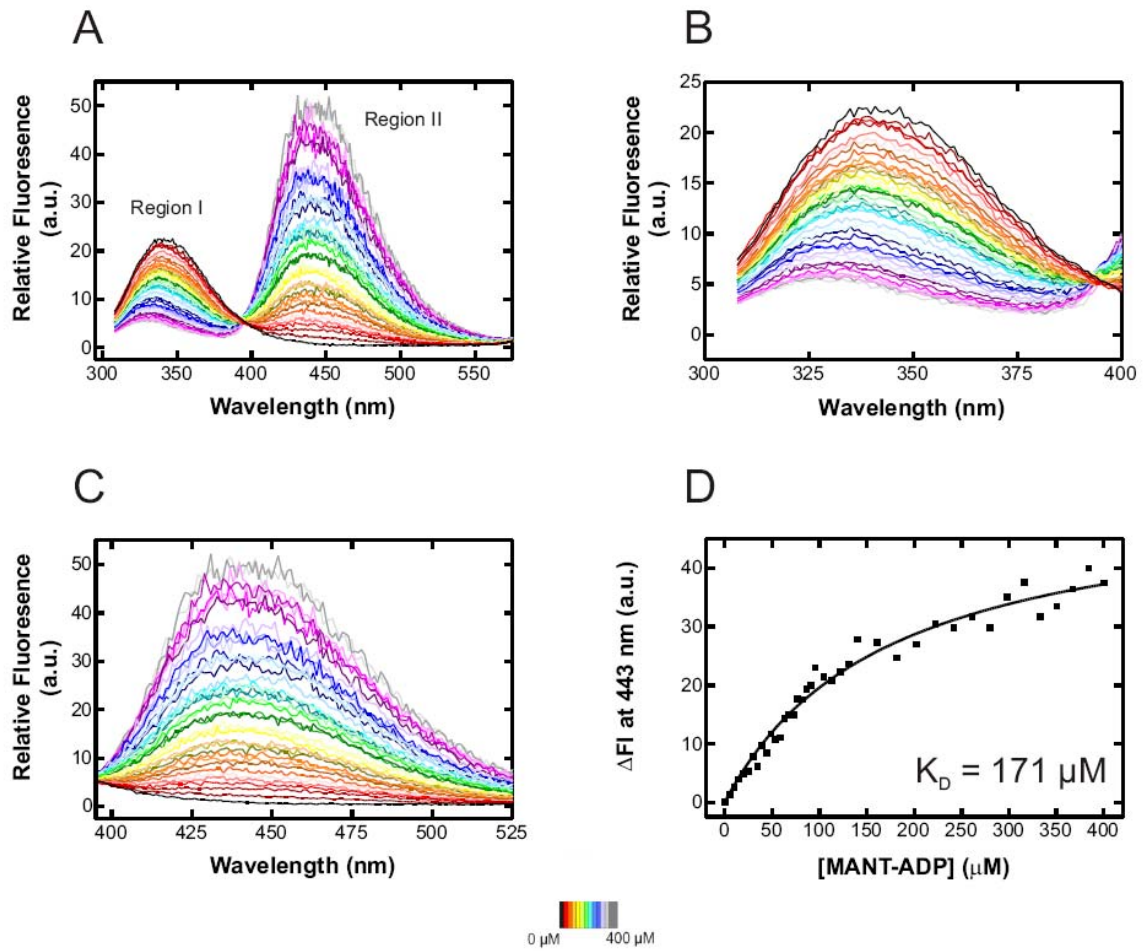 A
Relative Fluoresence
(a.u.)
50
40
30
20
10
0
Region I
Region II
300 350 400 450 500 550
Wavelength (nm)
B
Relative Fluoresence
(a.u.)
25
20
15
10
5
0
300 325 350 375 400
Wavelength (nm)
C
Relative Fluoresence
(a.u.)
50
40
30
20
10
0
400 425 450 475 500 525
Wavelength (nm)
D
ΔFI at 443 nm (a.u.)
40
30
20
10
0
K_D = 171 µM
0 50 100 150 200 250 300 350 400
[MANT-ADP] (µM)
0 µM 400 µM